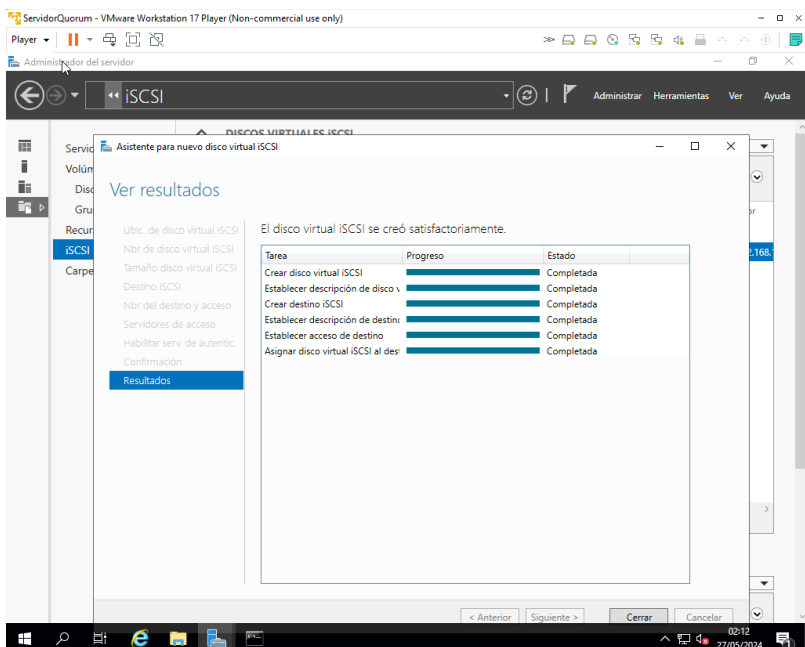 ServidorQuorum - VMware Workstation 17 Player (Non-commercial use only)
Player
Administrador del servidor
iSCSI
Administrar Herramientas Ver Ayuda
DISCOS VIRTUALES iSCSI
Servic
Volúm
Disc
Gru
Recur
iSCSI
Carpe
or
2.168.
Asistente para nuevo disco virtual iSCSI
Ver resultados
Ubic. de disco virtual iSCSI
Nbr de disco virtual iSCSI
Tamaño disco virtual iSCSI
Destino iSCSI
Nbr del destino y acceso
Servidores de acceso
Habilitar serv. de autentic.
Confirmación
Resultados
El disco virtual iSCSI se creó satisfactoriamente.
Tarea Progreso Estado
Crear disco virtual iSCSI Completada
Establecer descripción de disco v Completada
Crear destino iSCSI Completada
Establecer descripción de destino Completada
Establecer acceso de destino Completada
Asignar disco virtual iSCSI al dest Completada
< Anterior Siguiente > Cerrar Cancelar
02:12
27/05/2024